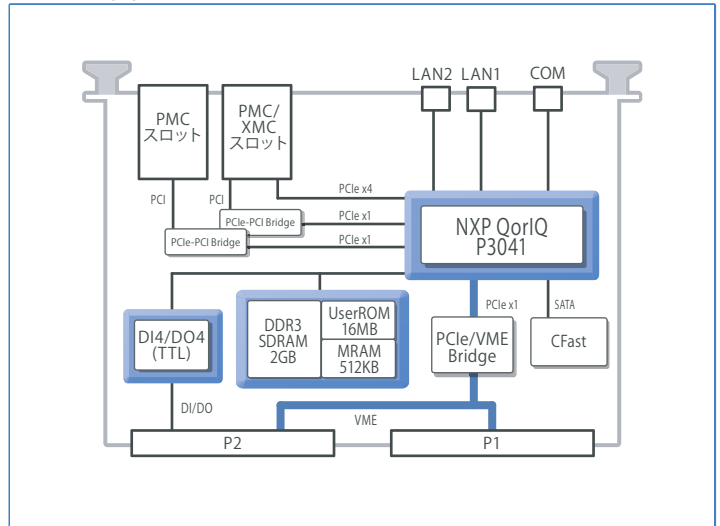 LAN2
LAN1
COM
PMC
スロット
PMC/
XMC
スロット
PCI
PCI
PCIe x4
PCIe-PCI Bridge
PCIe x1
PCIe-PCI Bridge
PCIe x1
NXP QorIQ
P3041
DI4/DO4
(TTL)
DDR3
SDRAM
2GB
UserROM
16MB
MRAM
512KB
PCIe x1
SATA
PCIe/VME
Bridge
CFast
DI/DO
VME
P2
P1